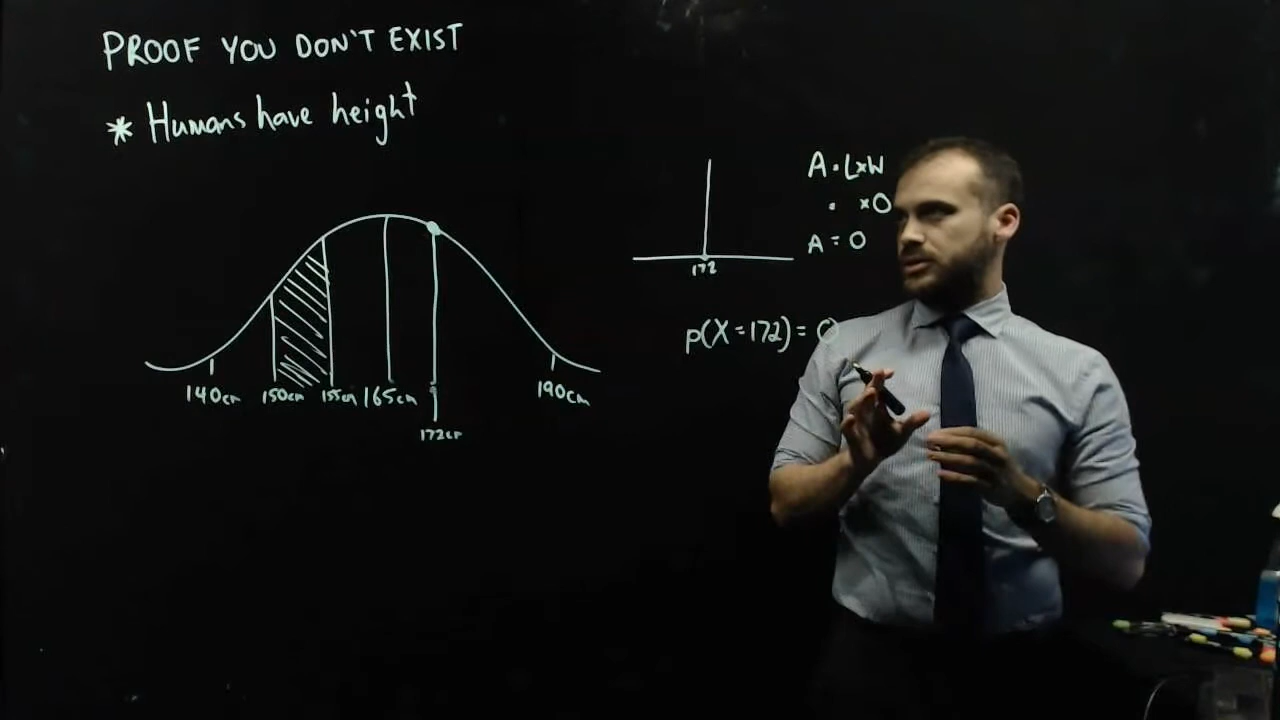 PROOF YOU DON'T EXIST
* Humans have height
140cm 150cm 155cm 165cm 190cm
172cm
172
A = L×W
= ×0
A = 0
p(X=172) = 0